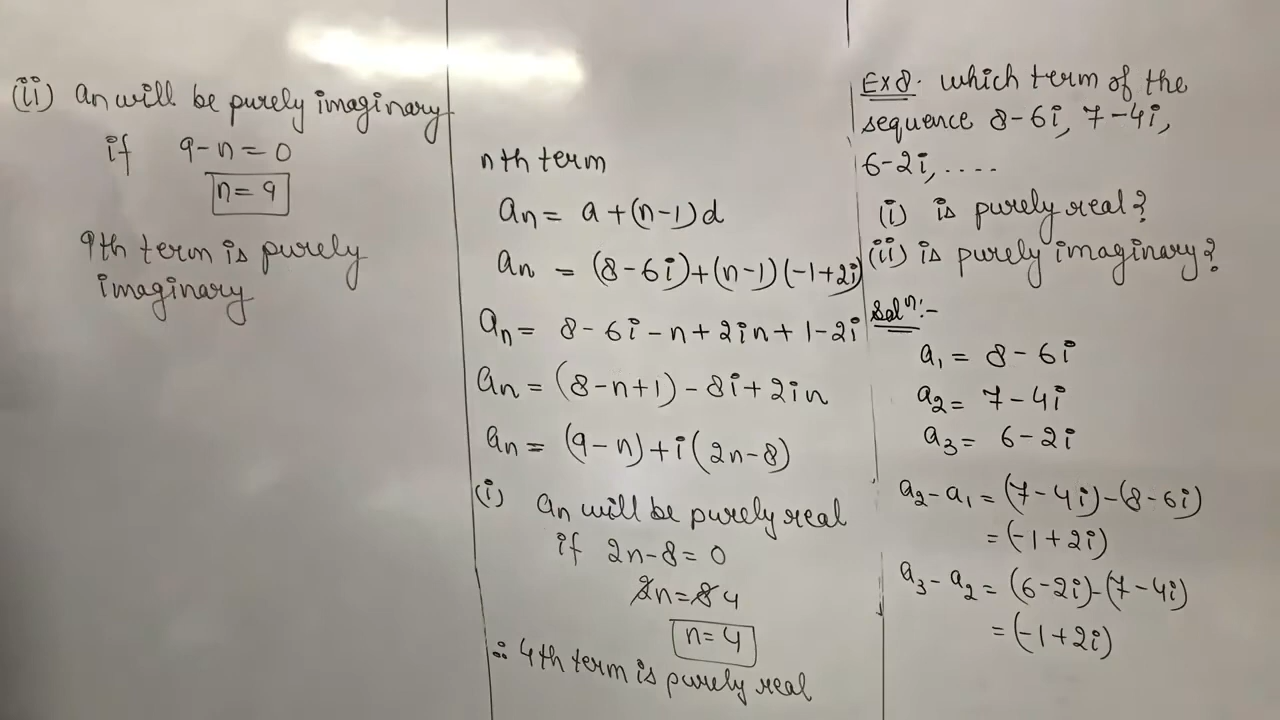 Ex 8. which term of the
sequence 8-6i, 7-4i,
6-2i, ....
(i) is purely real?
(ii) is purely imaginary?
Solⁿ:-
a₁ = 8-6i
a₂ = 7-4i
a₃ = 6-2i
a₂-a₁ = (7-4i)-(8-6i)
= (-1+2i)
a₃-a₂ = (6-2i)-(7-4i)
= (-1+2i)
nth term
aₙ = a+(n-1)d
aₙ = (8-6i)+(n-1)(-1+2i)
aₙ = 8-6i-n+2in+1-2i
aₙ = (8-n+1)-8i+2in
aₙ = (9-n)+i(2n-8)
(i) an will be purely real
if 2n-8=0
2n=8 4
n=4
∴ 4th term is purely real
(ii) an will be purely imaginary
if 9-n=0
n=9
9th term is purely
imaginary